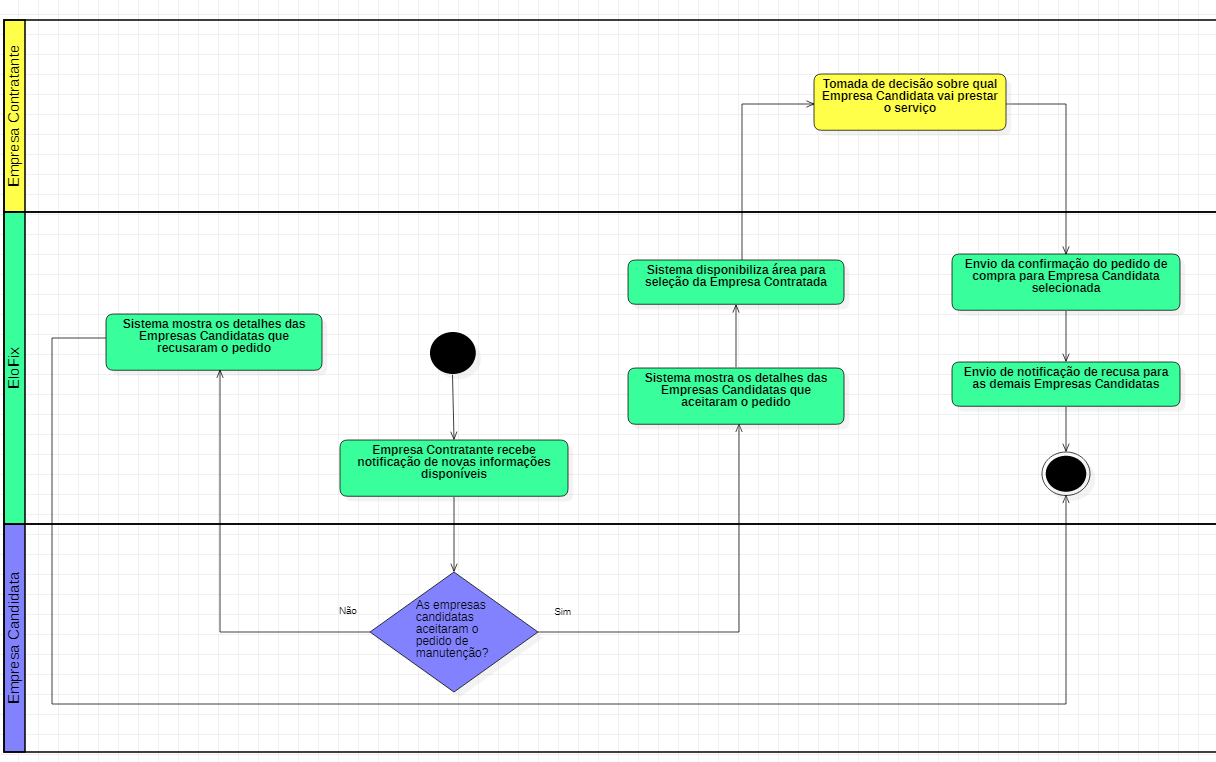 Empresa Contratante
Tomada de decisão sobre qual
Empresa Candidata vai prestar
o serviço
EloFix
Sistema disponibiliza área para
seleção da Empresa Contratada
Envio da confirmação do pedido de
compra para Empresa Candidata
selecionada
Sistema mostra os detalhes das
Empresas Candidatas que
recusaram o pedido
Sistema mostra os detalhes das
Empresas Candidatas que
aceitaram o pedido
Envio de notificação de recusa para
as demais Empresas Candidatas
Empresa Contratante recebe
notificação de novas informações
disponíveis
Empresa Candidata
Não
As empresas
candidatas
aceitaram o
pedido de
manutenção?
Sim